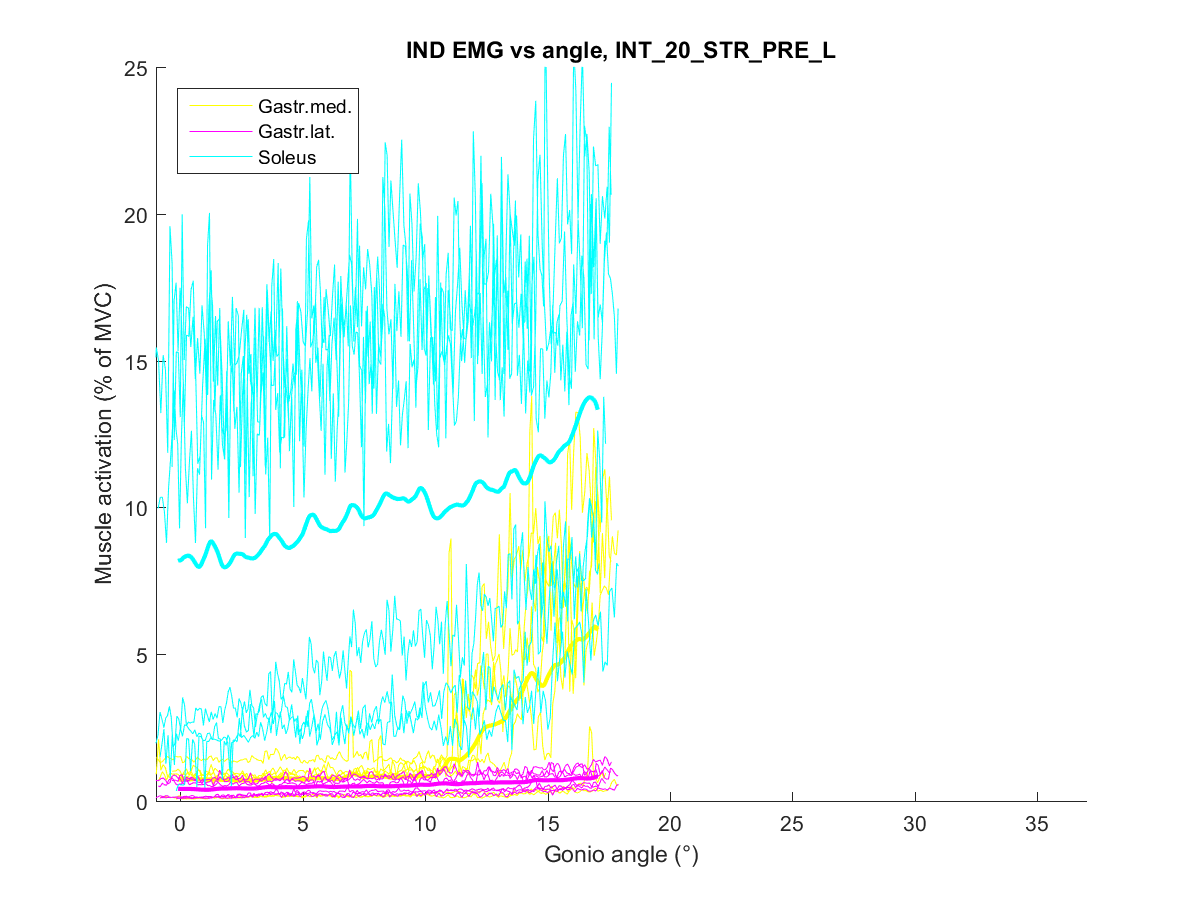 IND EMG vs angle, INT_20_STR_PRE_L
25
20
15
10
5
0
Muscle activation (% of MVC)
Gastr.med.
Gastr.lat.
Soleus
0 5 10 15 20 25 30 35
Gonio angle (°)